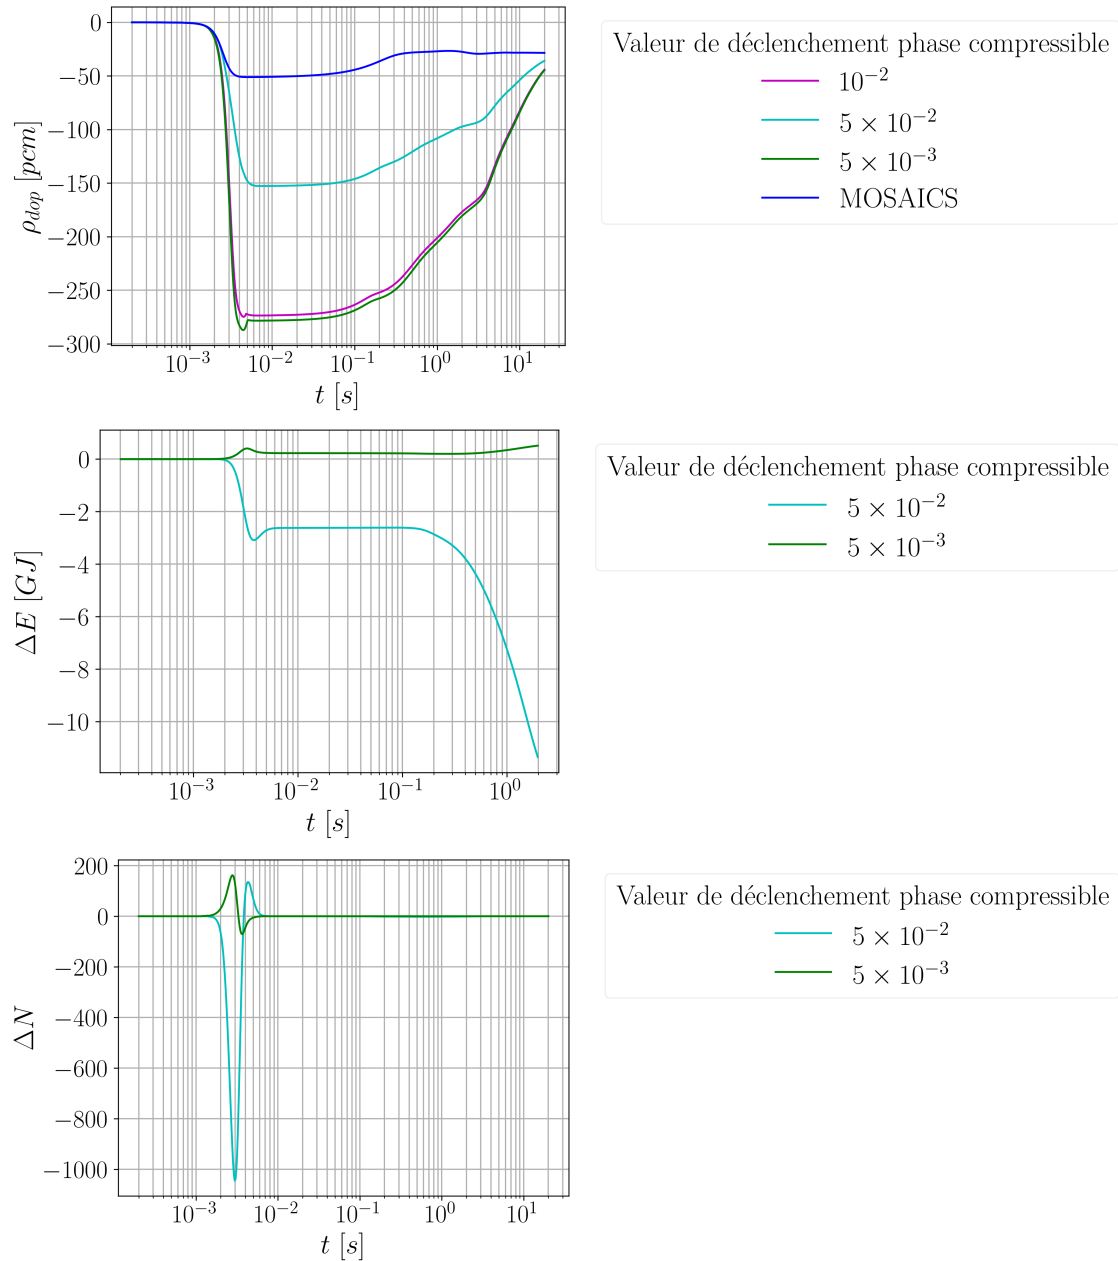 0
−50
−100
−150
−200
−250
−300
ρ_dop [pcm]
10⁻³ 10⁻² 10⁻¹ 10⁰ 10¹
t [s]
Valeur de déclenchement phase compressible
10⁻²
5 × 10⁻²
5 × 10⁻³
MOSAICS
0
−2
−4
−6
−8
−10
ΔE [GJ]
10⁻³ 10⁻² 10⁻¹ 10⁰
t [s]
Valeur de déclenchement phase compressible
5 × 10⁻²
5 × 10⁻³
200
0
−200
−400
−600
−800
−1000
ΔN
10⁻³ 10⁻² 10⁻¹ 10⁰ 10¹
t [s]
Valeur de déclenchement phase compressible
5 × 10⁻²
5 × 10⁻³